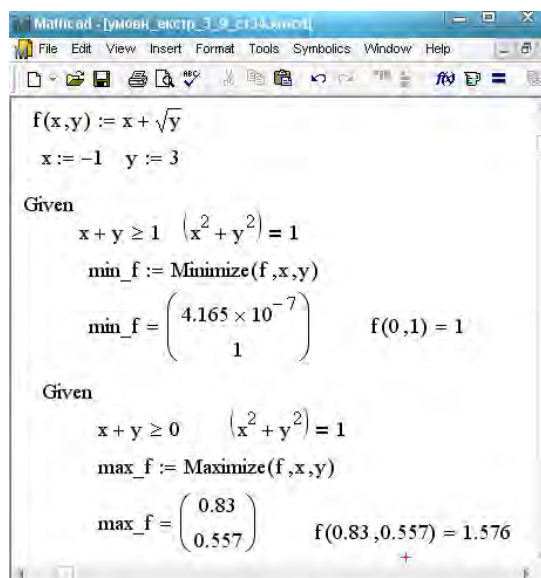 Mathcad - [умовн_екстр_3_9_ст34.xmcd]
File Edit View Insert Format Tools Symbolics Window Help
f(x,y) := x + √y
x := -1 y := 3
Given
x + y ≥ 1 (x² + y²) = 1
min_f := Minimize(f,x,y)
min_f = (4.165 × 10⁻⁷ 1) f(0,1) = 1
Given
x + y ≥ 0 (x² + y²) = 1
max_f := Maximize(f,x,y)
max_f = (0.83 0.557) f(0.83,0.557) = 1.576